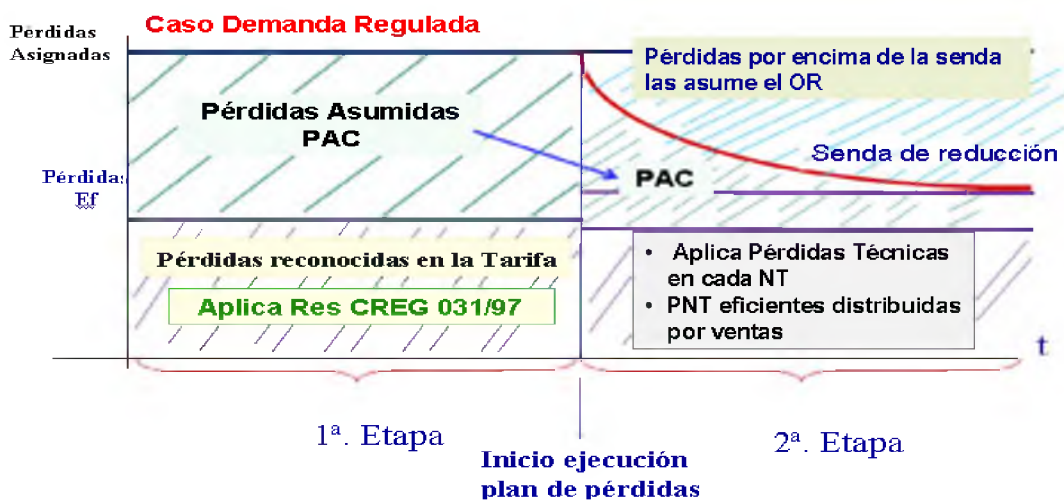 Caso Demanda Regulada
Pérdidas
Asignadas
Pérdidas por encima de la senda
las asume el OR
Pérdidas Asumidas
PAC
Senda de reducción
Pérdida:
Ef
PAC
Pérdidas reconocidas en la Tarifa
Aplica Res CREG 031/97
• Aplica Pérdidas Técnicas
en cada NT
• PNT eficientes distribuidas
por ventas
t
1ª. Etapa
2ª. Etapa
Inicio ejecución
plan de pérdidas